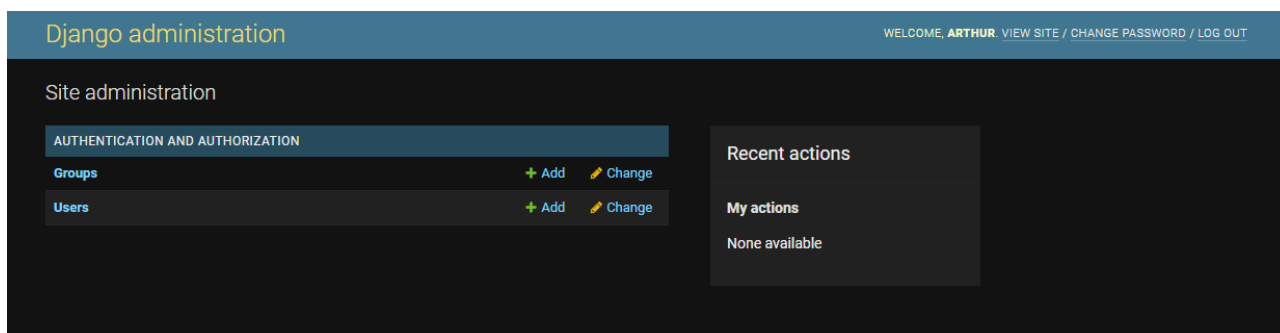 Django administration
WELCOME, ARTHUR. VIEW SITE / CHANGE PASSWORD / LOG OUT
Site administration
AUTHENTICATION AND AUTHORIZATION
Groups + Add Change
Users + Add Change
Recent actions
My actions
None available